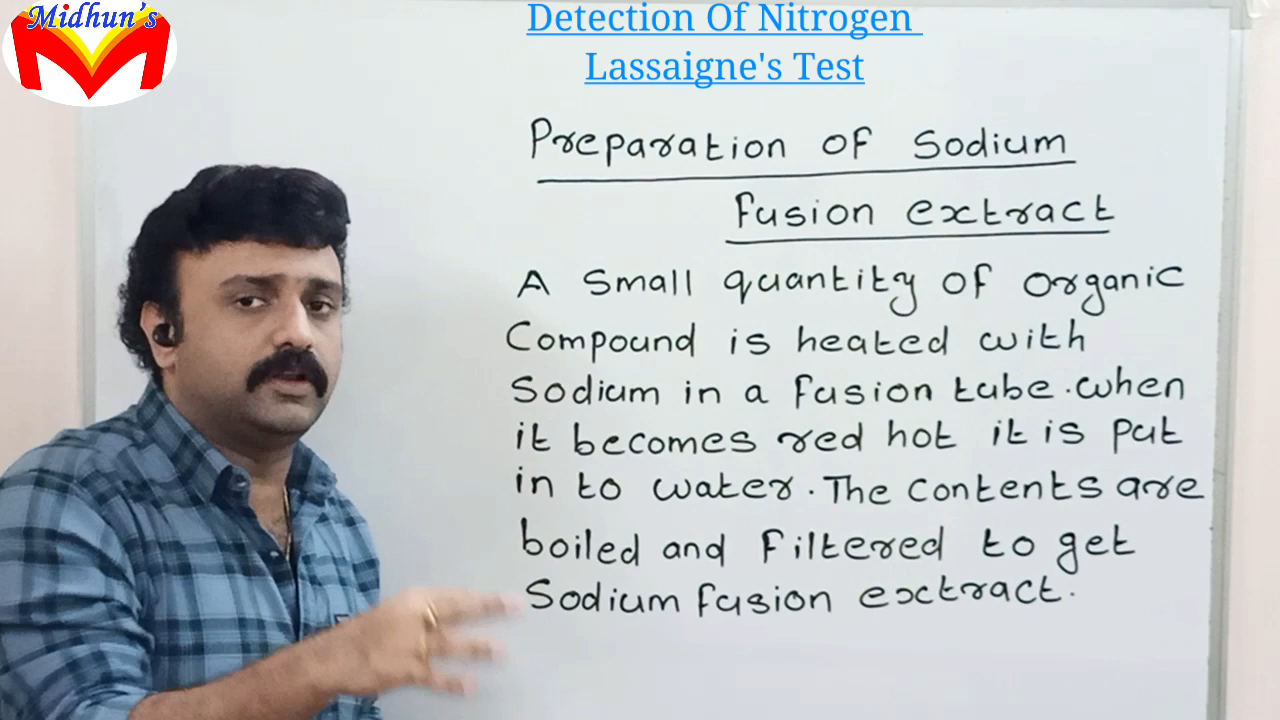 Midhun's
M
Detection Of Nitrogen
Lassaigne's Test
Preparation of Sodium
Fusion extract
A Small quantity of organic
Compound is heated with
Sodium in a fusion tube. when
it becomes red hot it is put
in to water. The Contents are
boiled and Filtered to get
Sodium fusion exctract.